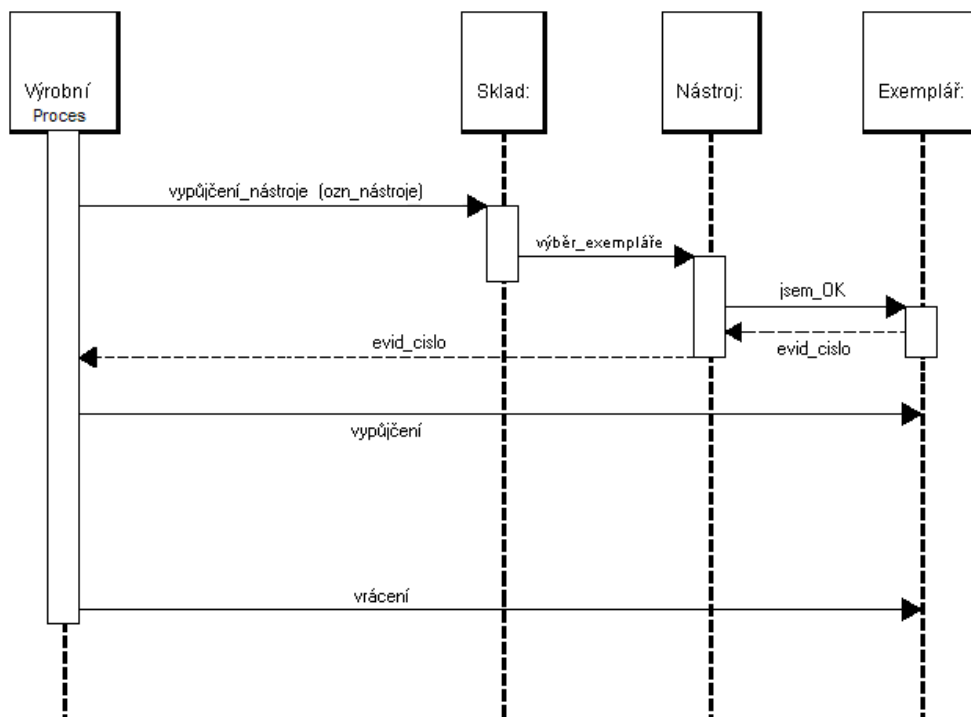 Výrobní
Proces
Sklad:
Nástroj:
Exemplář:
vypůjčení_nástroje (ozn_nástroje)
výběr_exempláře
jsem_OK
evid_cislo
evid_cislo
vypůjčení
vrácení